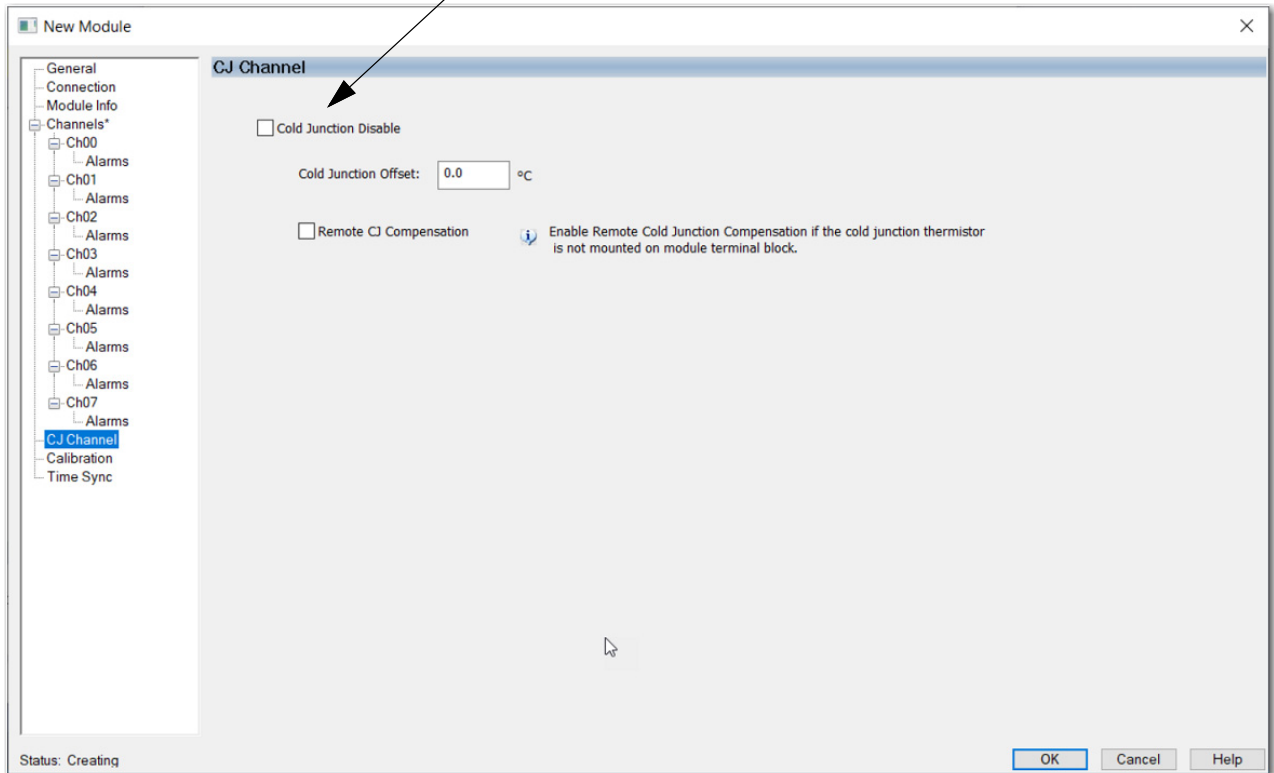 New Module
General
Connection
Module Info
Channels*
Ch00
Alarms
Ch01
Alarms
Ch02
Alarms
Ch03
Alarms
Ch04
Alarms
Ch05
Alarms
Ch06
Alarms
Ch07
Alarms
CJ Channel
Calibration
Time Sync
CJ Channel
Cold Junction Disable
Cold Junction Offset: 0.0 ºC
Remote CJ Compensation
Enable Remote Cold Junction Compensation if the cold junction thermistor
is not mounted on module terminal block.
Status: Creating
OK Cancel Help